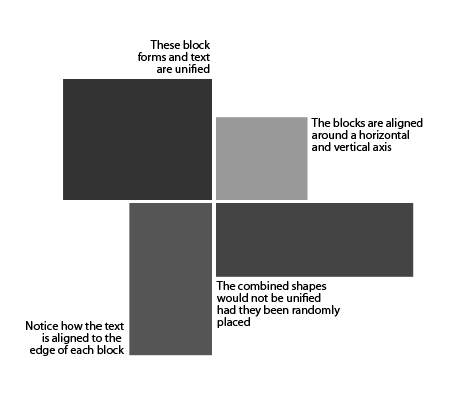 These block
forms and text
are unified
The blocks are aligned
around a horizontal
and vertical axis
The combined shapes
would not be unified
had they been randomly
placed
Notice how the text
is aligned to the
edge of each block